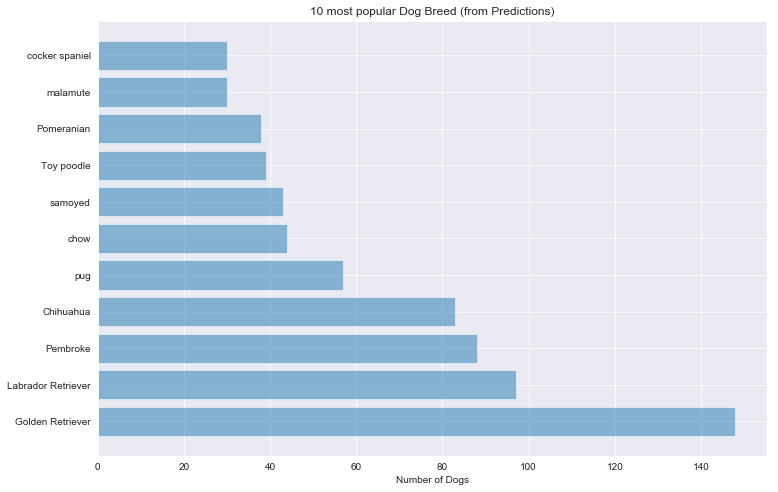 10 most popular Dog Breed (from Predictions)
cocker spaniel
malamute
Pomeranian
Toy poodle
samoyed
chow
pug
Chihuahua
Pembroke
Labrador Retriever
Golden Retriever
0 20 40 60 80 100 120 140
Number of Dogs